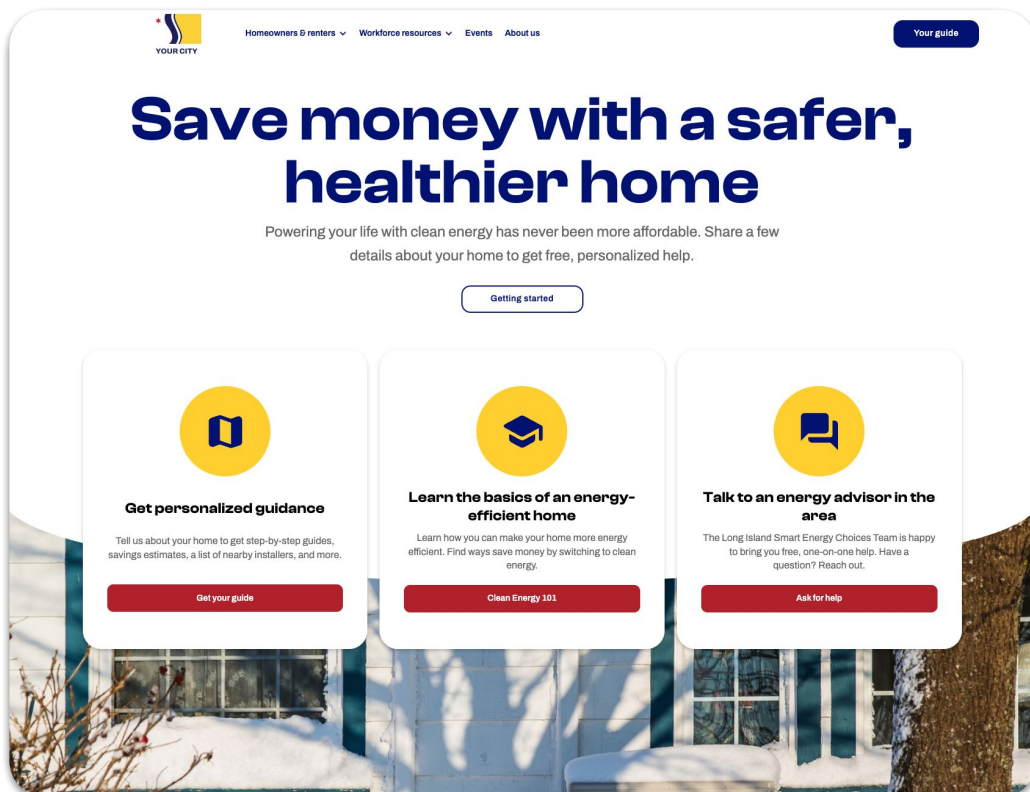 YOUR CITY
Homeowners & renters
Workforce resources
Events
About us
Your guide
Save money with a safer,
healthier home
Powering your life with clean energy has never been more affordable. Share a few
details about your home to get free, personalized help.
Getting started
Get personalized guidance
Tell us about your home to get step-by-step guides,
savings estimates, a list of nearby installers, and more.
Get your guide
Learn the basics of an energy-
efficient home
Learn how you can make your home more energy
efficient. Find ways save money by switching to clean
energy.
Clean Energy 101
Talk to an energy advisor in the
area
The Long Island Smart Energy Choices Team is happy
to bring you free, one-on-one help. Have a
question? Reach out.
Ask for help